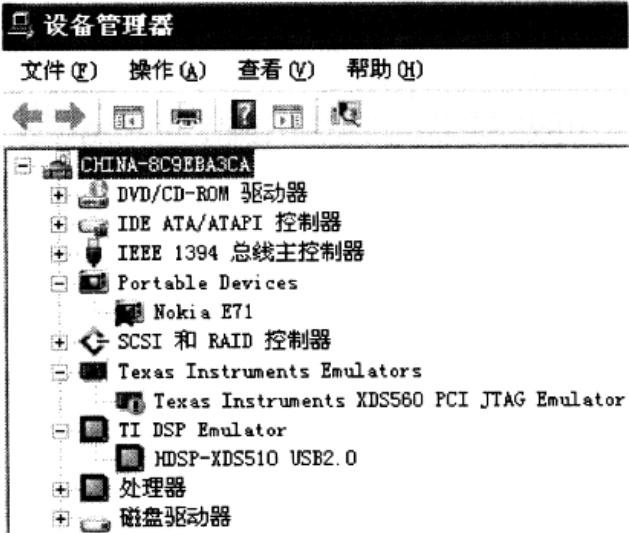 设备管理器
文件(F) 操作(A) 查看(V) 帮助(H)
CHINA-8C9EBA3CA
DVD/CD-ROM 驱动器
IDE ATA/ATAPI 控制器
IEEE 1394 总线主控制器
Portable Devices
Nokia E71
SCSI 和 RAID 控制器
Texas Instruments Emulators
Texas Instruments XDS560 PCI JTAG Emulator
TI DSP Emulator
HDSP-XDS510 USB2.0
处理器
磁盘驱动器